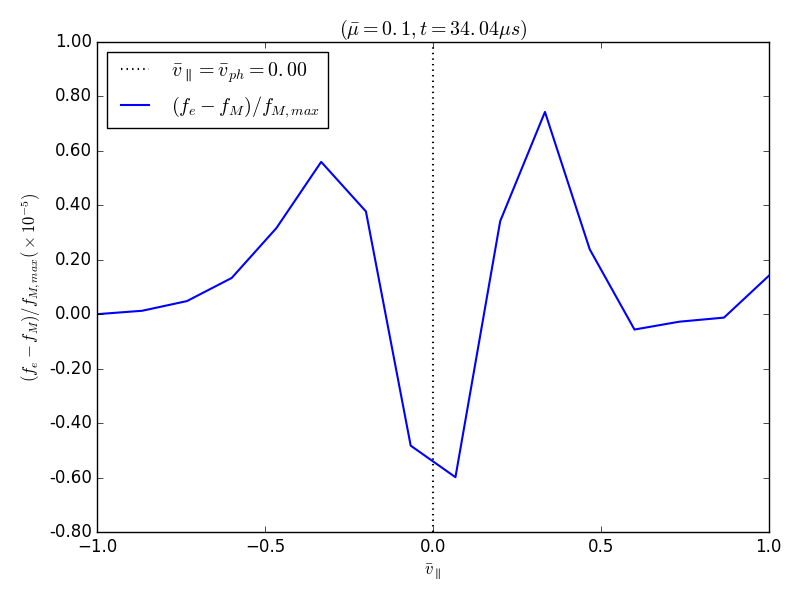 (μ̄ = 0.1, t = 34.04μs)
v̄∥ = v̄ph = 0.00
(fe − fM)/fM,max
1.00
0.80
0.60
0.40
0.20
0.00
-0.20
-0.40
-0.60
-0.80
(fe − fM)/fM,max(×10⁻⁵)
−1.0 −0.5 0.0 0.5 1.0
v̄∥